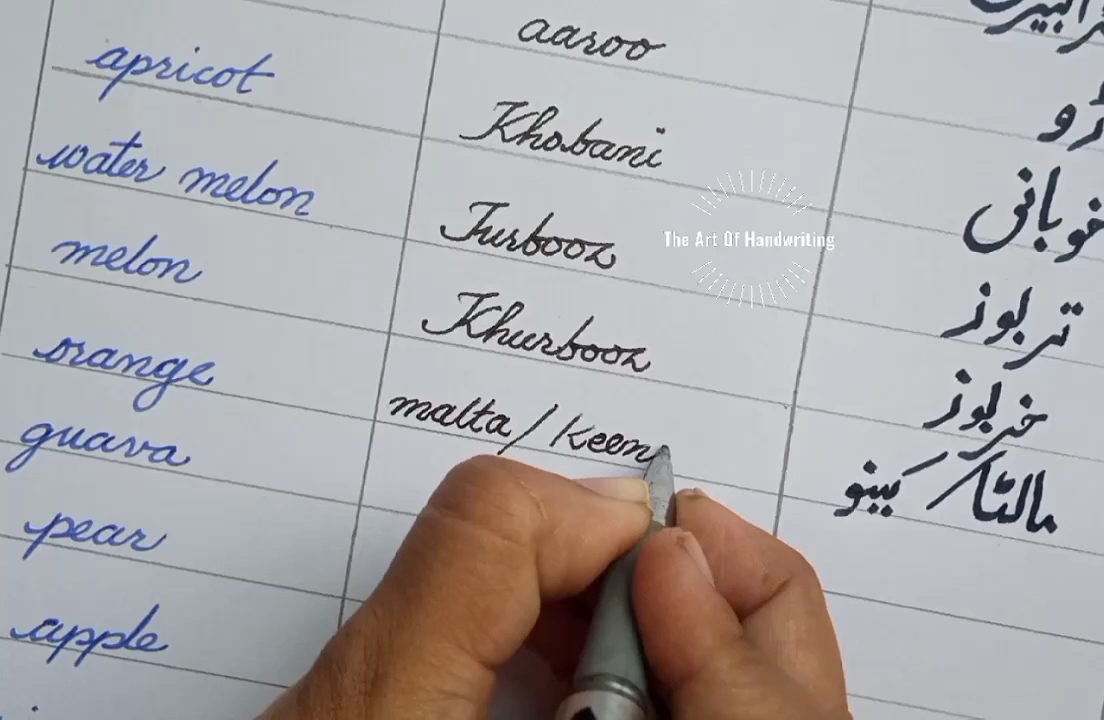 aaroo
apricot Khobani خوبانی
water melon Turbooz تربوز
melon Khurbooz خربوز
orange malta/Keen مالٹا/کینو
guava
pear
apple
The Art Of Handwriting